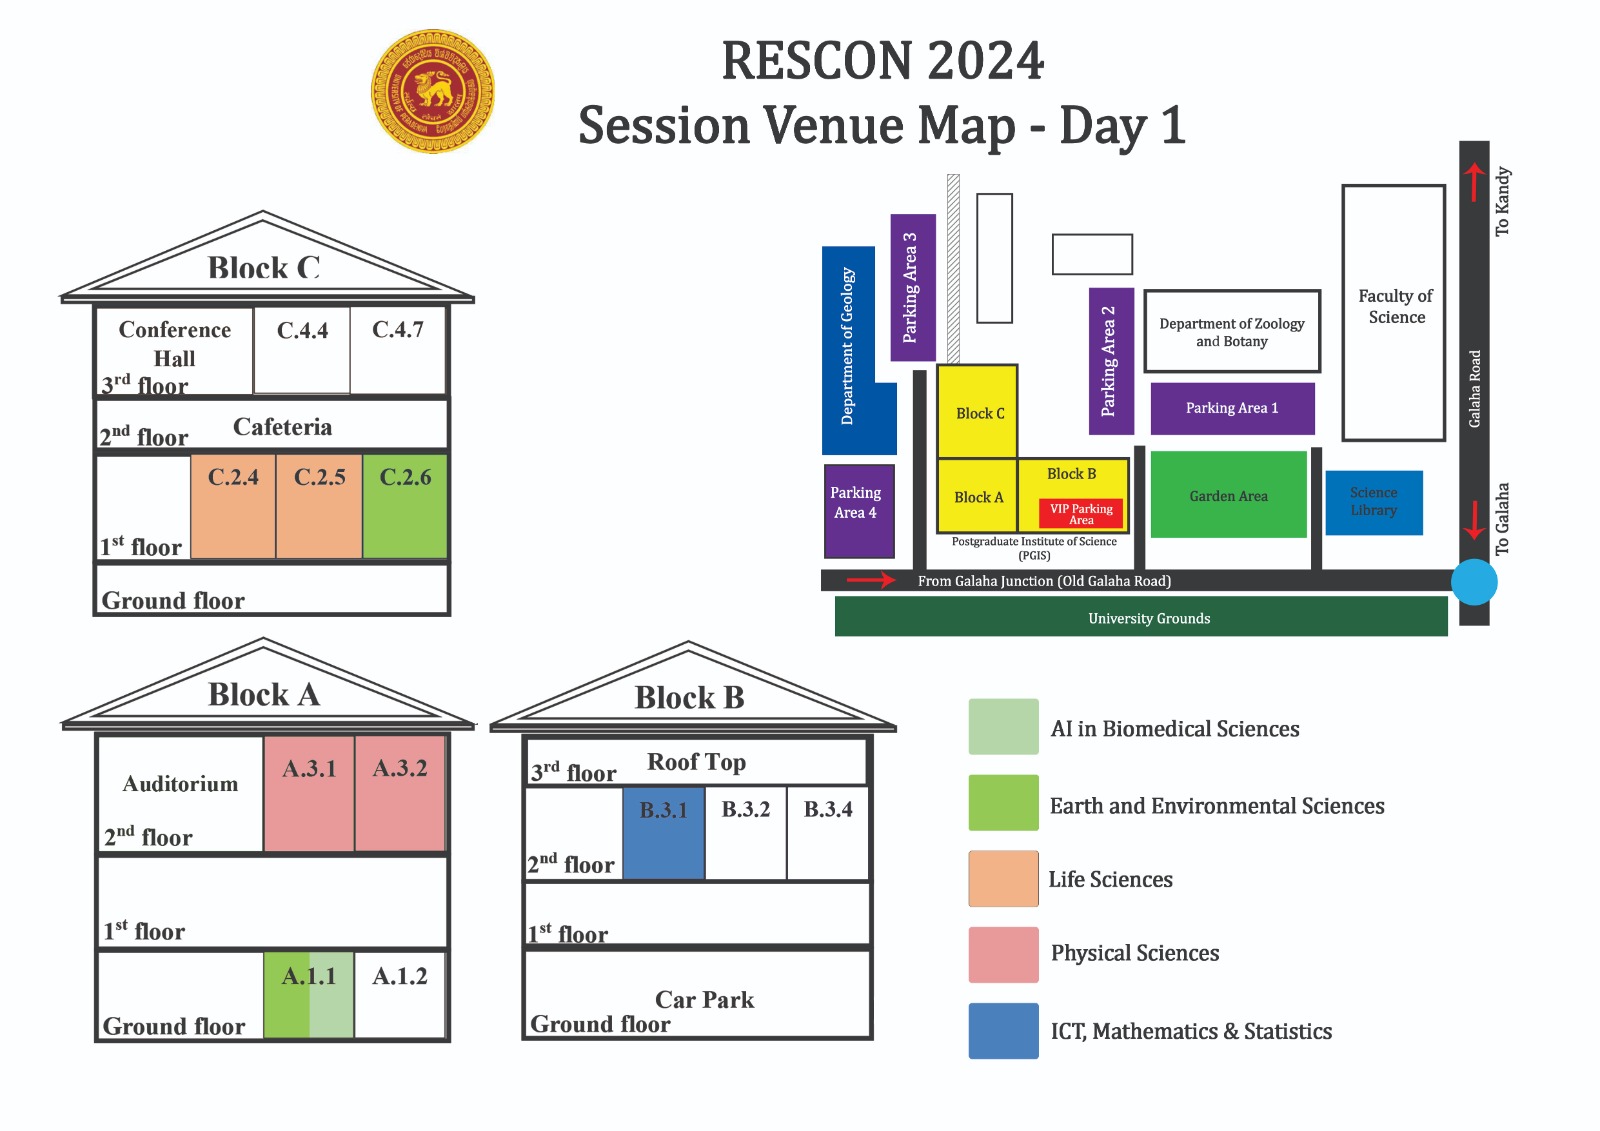 RESCON 2024
Session Venue Map - Day 1
Block C
Conference
Hall
3rd floor
C.4.4
C.4.7
2nd floor
Cafeteria
1st floor
C.2.4
C.2.5
C.2.6
Ground floor
Block A
Auditorium
2nd floor
A.3.1
A.3.2
1st floor
Ground floor
A.1.1
A.1.2
Block B
3rd floor
Roof Top
2nd floor
B.3.1
B.3.2
B.3.4
1st floor
Car Park
Ground floor
Department of Geology
Parking Area 3
Parking
Area 4
Block C
Block A
Block B
VIP Parking
Area
Postgraduate Institute of Science
(PGIS)
Parking Area 2
Department of Zoology
and Botany
Parking Area 1
Garden Area
Science
Library
Faculty of
Science
Galaha Road
To Kandy
To Galaha
From Galaha Junction (Old Galaha Road)
University Grounds
AI in Biomedical Sciences
Earth and Environmental Sciences
Life Sciences
Physical Sciences
ICT, Mathematics & Statistics